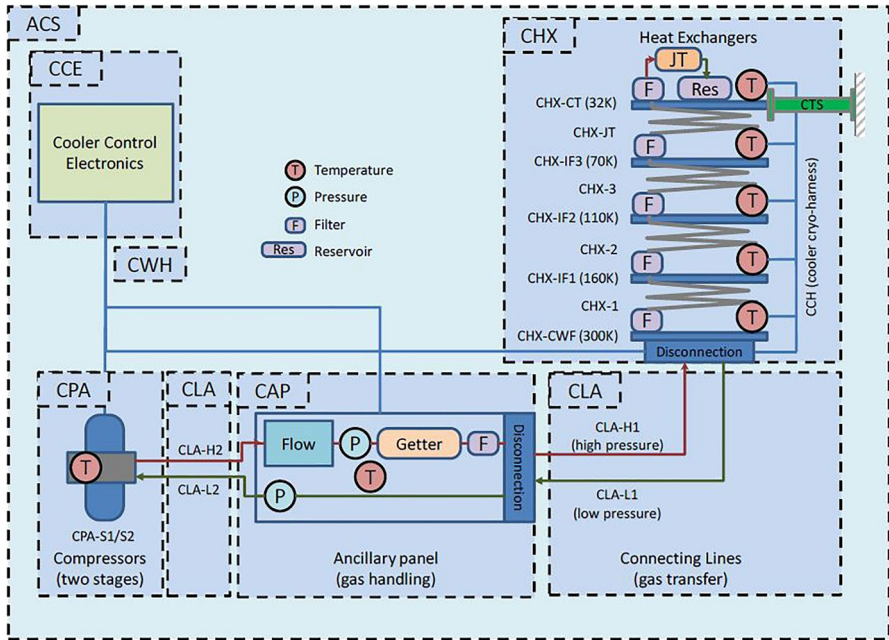 ACS
CCE
Cooler Control
Electronics
CWH
T Temperature
P Pressure
F Filter
Res Reservoir
CHX
Heat Exchangers
JT
F
Res
T
CTS
CHX-CT (32K)
CHX-JT
F
T
CHX-IF3 (70K)
CHX-3
F
T
CHX-IF2 (110K)
CHX-2
F
T
CHX-IF1 (160K)
CHX-1
F
T
CHX-CWF (300K)
Disconnection
CCH (cooler cryo-harness)
CPA
T
CPA-S1/S2
Compressors
(two stages)
CLA
CLA-H2
CLA-L2
CAP
Flow
P
Getter
F
T
P
Disconnection
Ancillary panel
(gas handling)
CLA
CLA-H1
(high pressure)
CLA-L1
(low pressure)
Connecting Lines
(gas transfer)